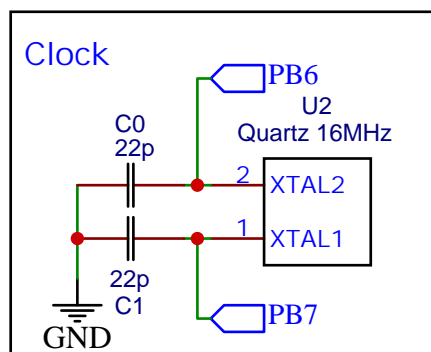 Clock
PB6
U2
Quartz 16MHz
C0
22p
2
XTAL2
1
XTAL1
22p
C1
PB7
GND